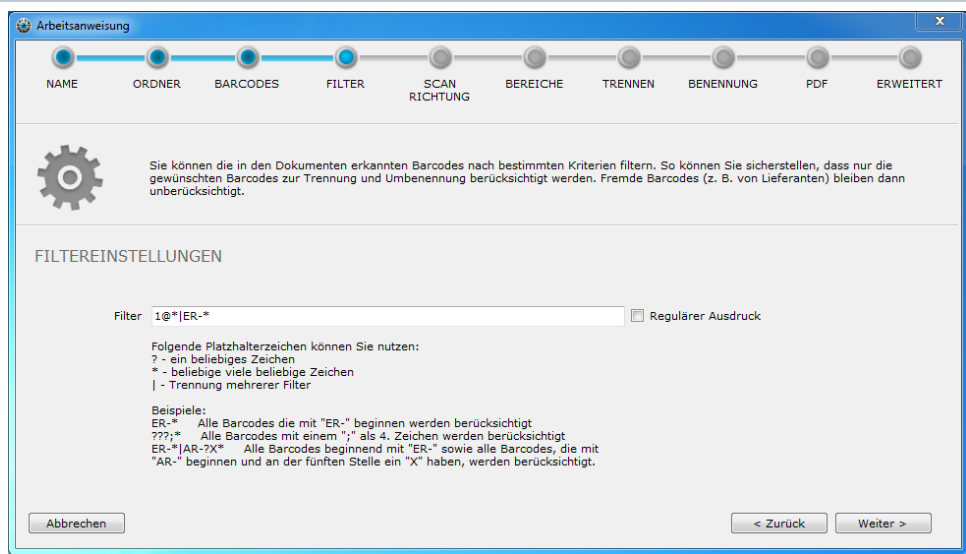 Arbeitsanweisung
x
NAME ORDNER BARCODES FILTER SCAN RICHTUNG BEREICHE TRENNEN BENENNUNG PDF ERWEITERT
Sie können die in den Dokumenten erkannten Barcodes nach bestimmten Kriterien filtern. So können Sie sicherstellen, dass nur die
gewünschten Barcodes zur Trennung und Umbenennung berücksichtigt werden. Fremde Barcodes (z. B. von Lieferanten) bleiben dann
unberücksichtigt.
FILTEREINSTELLUNGEN
Filter 1@*|ER-* Regulärer Ausdruck
Folgende Platzhalterzeichen können Sie nutzen:
? - ein beliebiges Zeichen
* - beliebige viele beliebige Zeichen
| - Trennung mehrerer Filter
Beispiele:
ER-* Alle Barcodes die mit "ER-" beginnen werden berücksichtigt
???;* Alle Barcodes mit einem ";" als 4. Zeichen werden berücksichtigt
ER-*|AR-?X* Alle Barcodes beginnend mit "ER-" sowie alle Barcodes, die mit
"AR-" beginnen und an der fünften Stelle ein "X" haben, werden berücksichtigt.
Abbrechen < Zurück Weiter >